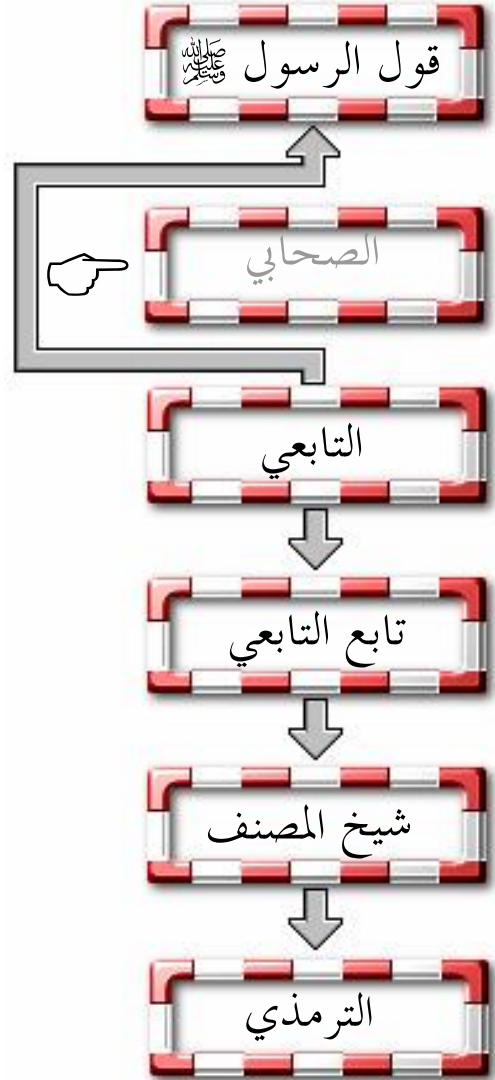 قول الرسول ﷺ
الصحابي
التابعي
تابع التابعي
شيخ المصنف
الترمذي